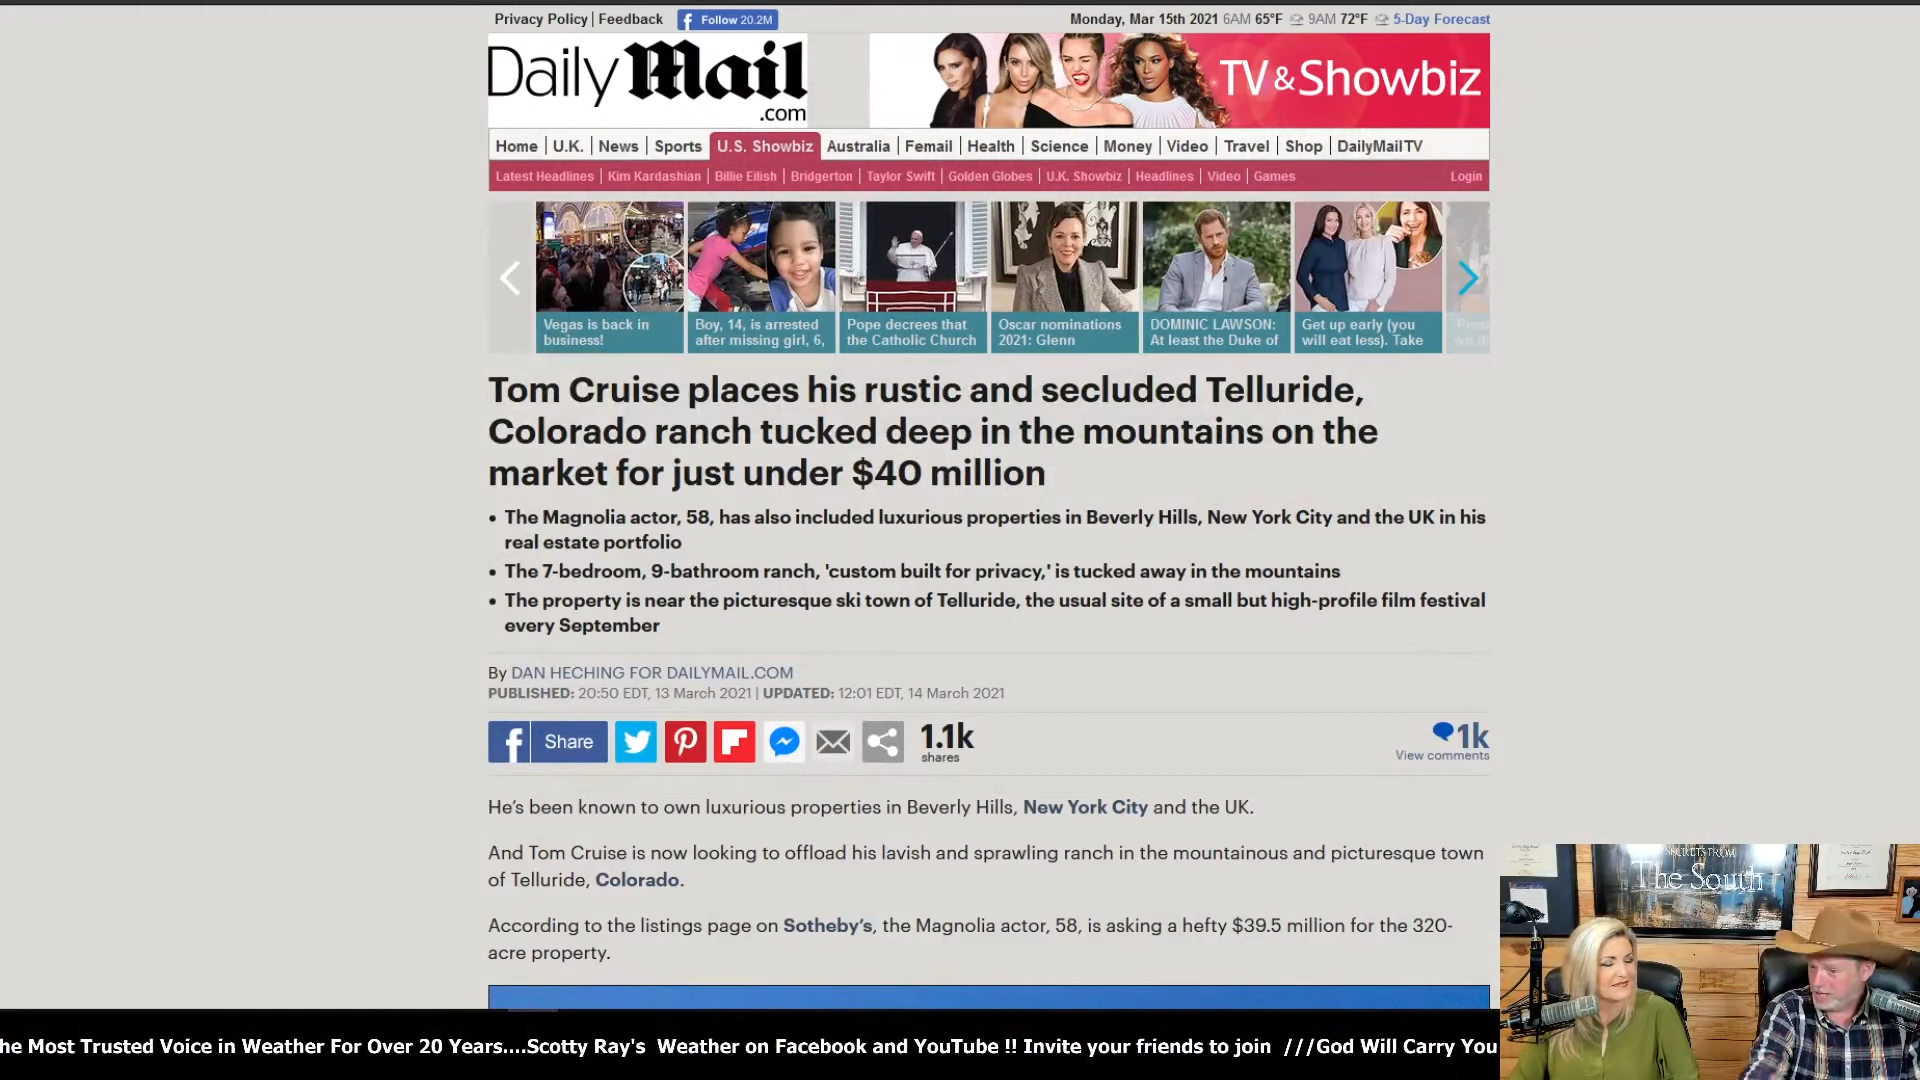 Privacy Policy | Feedback Follow 20.2M Monday, Mar 15th 2021 6AM 65°F 9AM 72°F 5-Day Forecast
Daily Mail
.com
TV & Showbiz
Home | U.K. | News | Sports | U.S. Showbiz | Australia | Femail | Health | Science | Money | Video | Travel | Shop | DailyMailTV
Latest Headlines | Kim Kardashian | Billie Eilish | Bridgerton | Taylor Swift | Golden Globes | U.K. Showbiz | Headlines | Video | Games Login
Vegas is back in
business!
Boy, 14, is arrested
after missing girl, 6,
Pope decrees that
the Catholic Church
Oscar nominations
2021: Glenn
DOMINIC LAWSON:
At least the Duke of
Get up early (you
will eat less). Take
Tom Cruise places his rustic and secluded Telluride,
Colorado ranch tucked deep in the mountains on the
market for just under $40 million
• The Magnolia actor, 58, has also included luxurious properties in Beverly Hills, New York City and the UK in his
real estate portfolio
• The 7-bedroom, 9-bathroom ranch, 'custom built for privacy,' is tucked away in the mountains
• The property is near the picturesque ski town of Telluride, the usual site of a small but high-profile film festival
every September
By DAN HECHING FOR DAILYMAIL.COM
PUBLISHED: 20:50 EDT, 13 March 2021 | UPDATED: 12:01 EDT, 14 March 2021
Share
1.1k
shares
1k
View comments
He's been known to own luxurious properties in Beverly Hills, New York City and the UK.
And Tom Cruise is now looking to offload his lavish and sprawling ranch in the mountainous and picturesque town
of Telluride, Colorado.
According to the listings page on Sotheby's, the Magnolia actor, 58, is asking a hefty $39.5 million for the 320-
acre property.
SECRETS FROM
The South
he Most Trusted Voice in Weather For Over 20 Years....Scotty Ray's Weather on Facebook and YouTube !! Invite your friends to join ///God Will Carry You